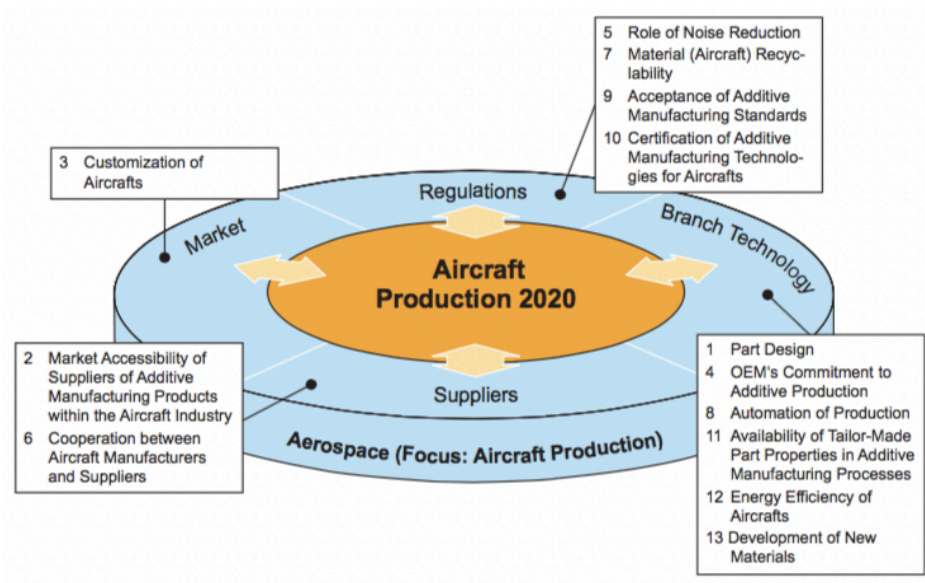 5 Role of Noise Reduction
7 Material (Aircraft) Recyc-
lability
9 Acceptance of Additive
Manufacturing Standards
10 Certification of Additive
Manufacturing Technolo-
gies for Aircrafts
3 Customization of
Aircrafts
Regulations
Market
Branch Technology
Aircraft
Production 2020
2 Market Accessibility of
Suppliers of Additive
Manufacturing Products
within the Aircraft Industry
6 Cooperation between
Aircraft Manufacturers
and Suppliers
Suppliers
Aerospace (Focus: Aircraft Production)
1 Part Design
4 OEM's Commitment to
Additive Production
8 Automation of Production
11 Availability of Tailor-Made
Part Properties in Additive
Manufacturing Processes
12 Energy Efficiency of
Aircrafts
13 Development of New
Materials